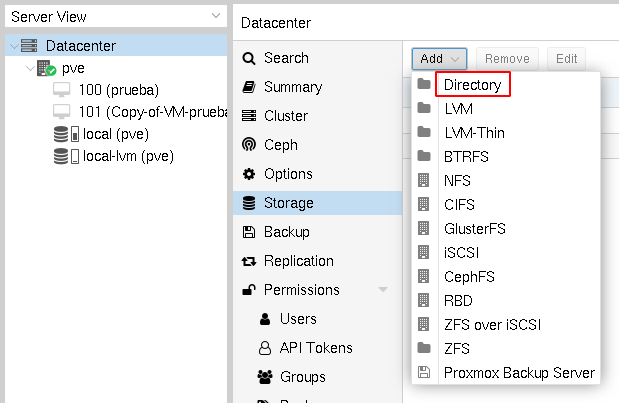 Server View
Datacenter
pve
100 (prueba)
101 (Copy-of-VM-prueba
local (pve)
local-lvm (pve)
Datacenter
Search
Summary
Cluster
Ceph
Options
Storage
Backup
Replication
Permissions
Users
API Tokens
Groups
Add
Remove
Edit
Directory
LVM
LVM-Thin
BTRFS
NFS
CIFS
GlusterFS
iSCSI
CephFS
RBD
ZFS over iSCSI
ZFS
Proxmox Backup Server